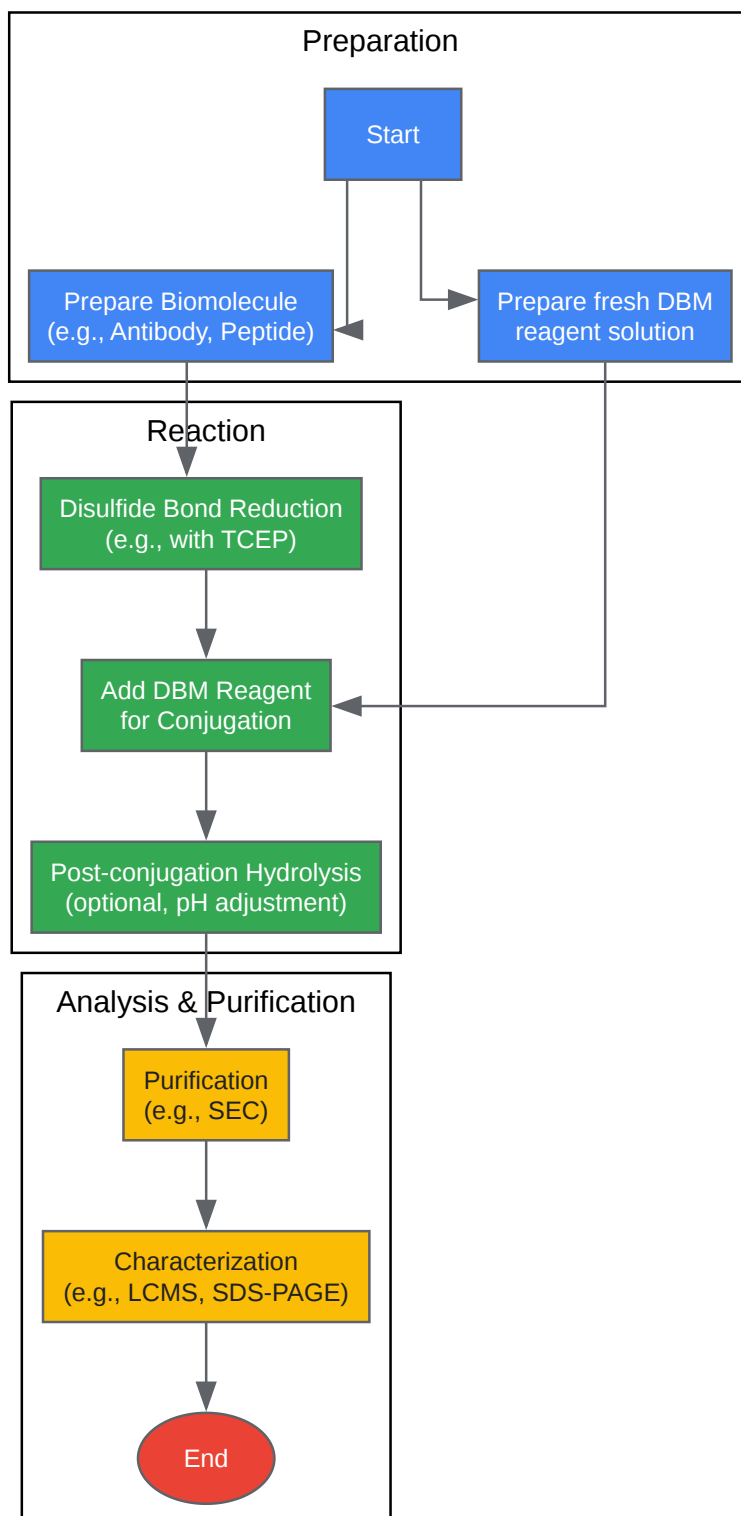 Preparation
Start
Prepare Biomolecule
(e.g., Antibody, Peptide)
Prepare fresh DBM
reagent solution
Reaction
Disulfide Bond Reduction
(e.g., with TCEP)
Add DBM Reagent
for Conjugation
Post-conjugation Hydrolysis
(optional, pH adjustment)
Analysis & Purification
Purification
(e.g., SEC)
Characterization
(e.g., LCMS, SDS-PAGE)
End